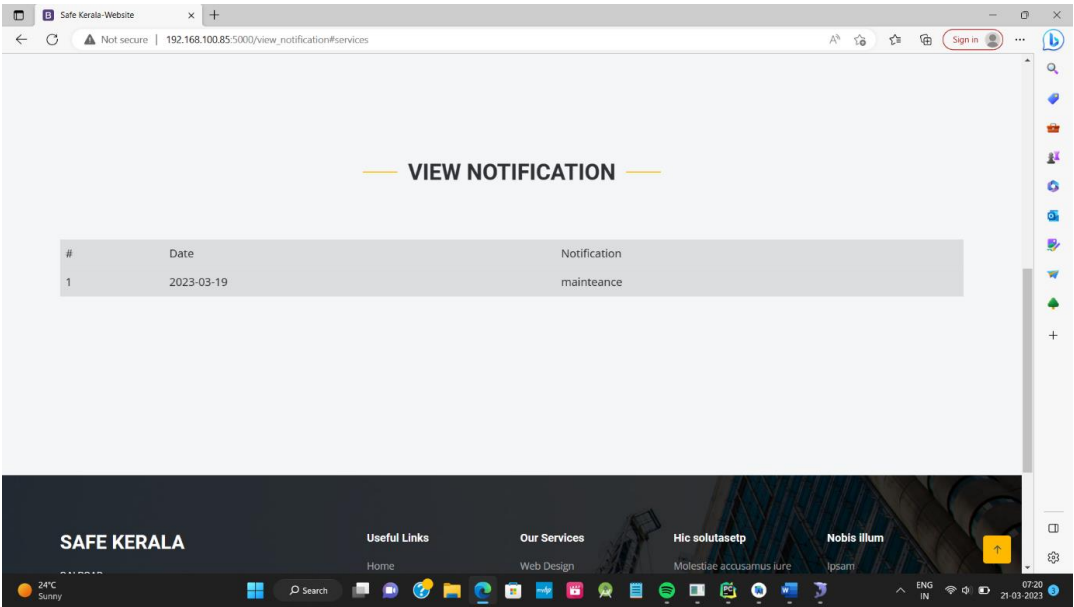 Safe Kerala-Website
Not secure | 192.168.100.85:5000/view_notification#services
Sign in
VIEW NOTIFICATION
# Date Notification
1 2023-03-19 mainteance
SAFE KERALA
Useful Links
Our Services
Hic solutasetp
Nobis illum
Home
Web Design
Molestiae accusamus iure
Ipsam
24°C
Sunny
Search
ENG
IN
07:20
21-03-2023
3